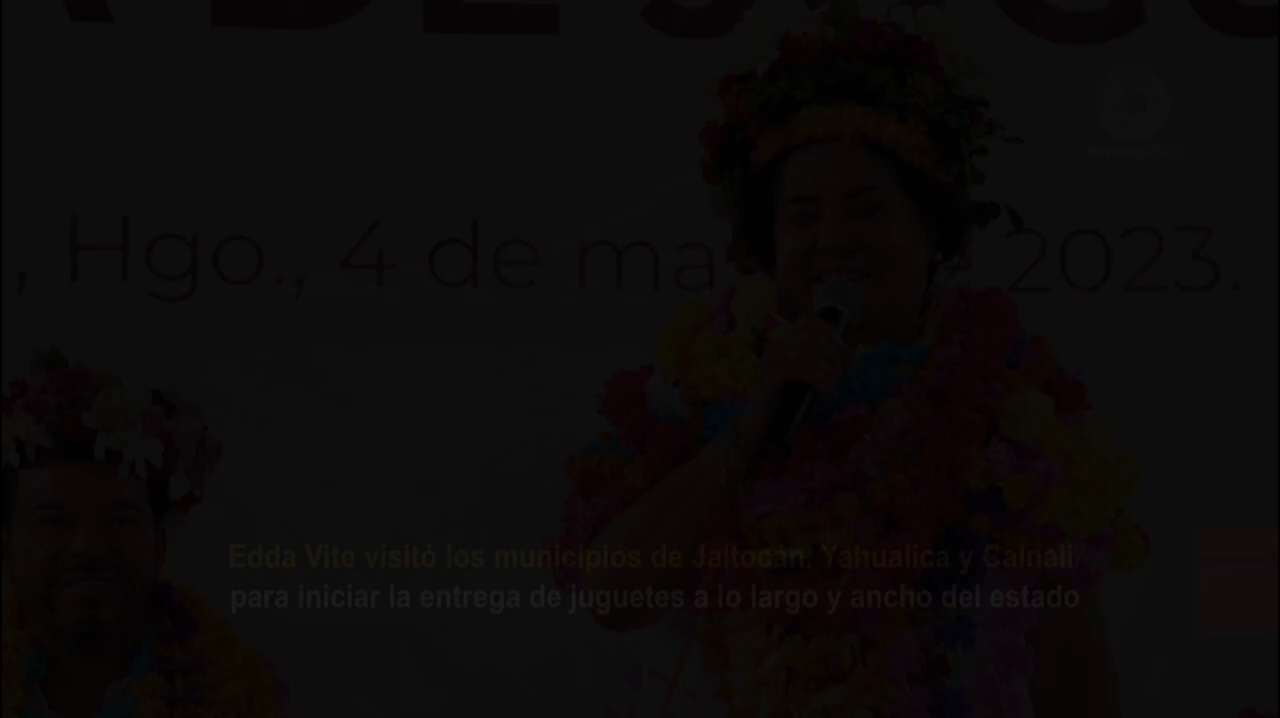 , Hgo., 4 de ma 2023.
Edda Vite visitó los municipios de Jaltocán, Yahualica y Calnali
para iniciar la entrega de juguetes a lo largo y ancho del estado